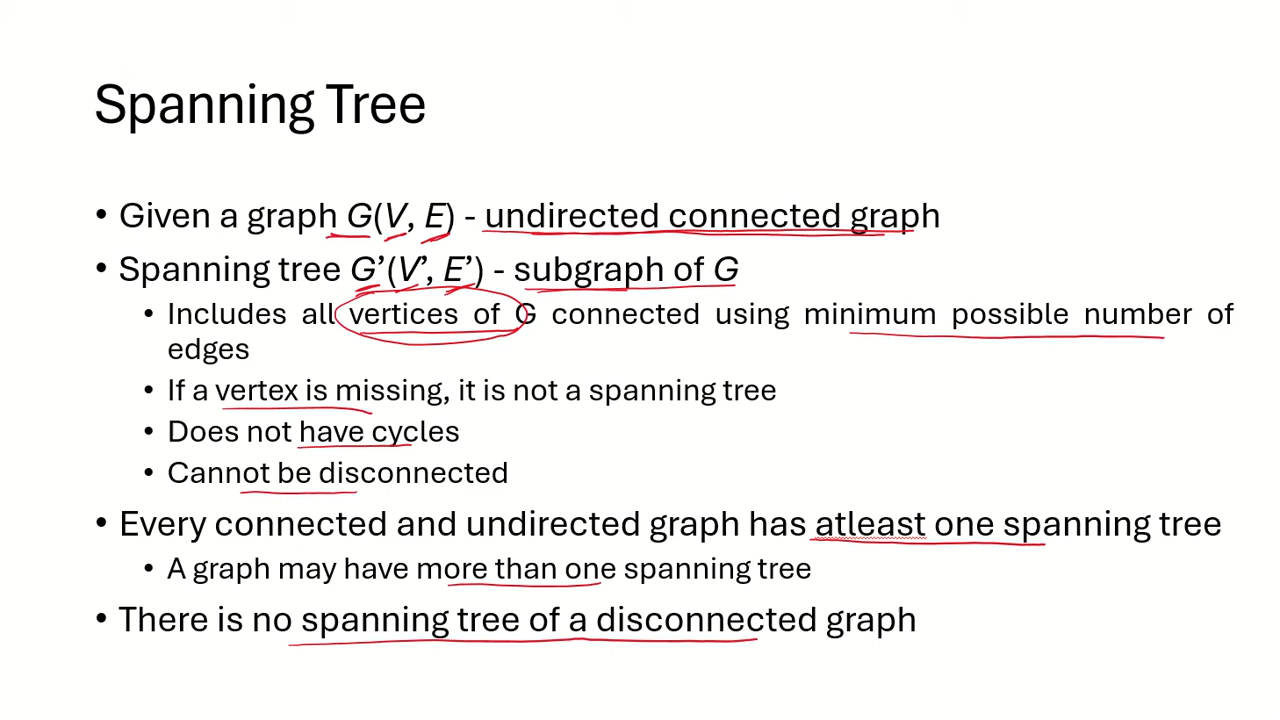 Spanning Tree
• Given a graph G(V, E) - undirected connected graph
• Spanning tree G’(V’, E’) - subgraph of G
• Includes all vertices of G connected using minimum possible number of
edges
• If a vertex is missing, it is not a spanning tree
• Does not have cycles
• Cannot be disconnected
• Every connected and undirected graph has atleast one spanning tree
• A graph may have more than one spanning tree
• There is no spanning tree of a disconnected graph